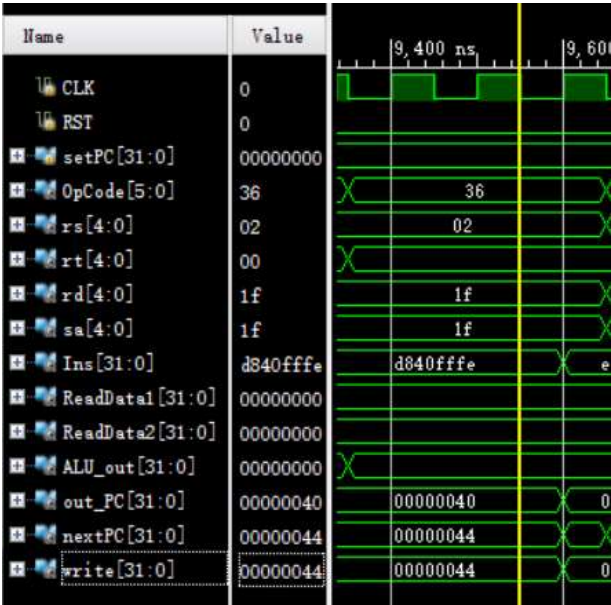 Name Value 9,400 ns 9,600
CLK 0
RST 0
setPC[31:0] 00000000
OpCode[5:0] 36 36
rs[4:0] 02 02
rt[4:0] 00
rd[4:0] 1f 1f
sa[4:0] 1f 1f
Ins[31:0] d840fffe d840fffe e
ReadData1[31:0] 00000000
ReadData2[31:0] 00000000
ALU_out[31:0] 00000000
out_PC[31:0] 00000040 00000040 0
nextPC[31:0] 00000044 00000044
write[31:0] 00000044 00000044 0